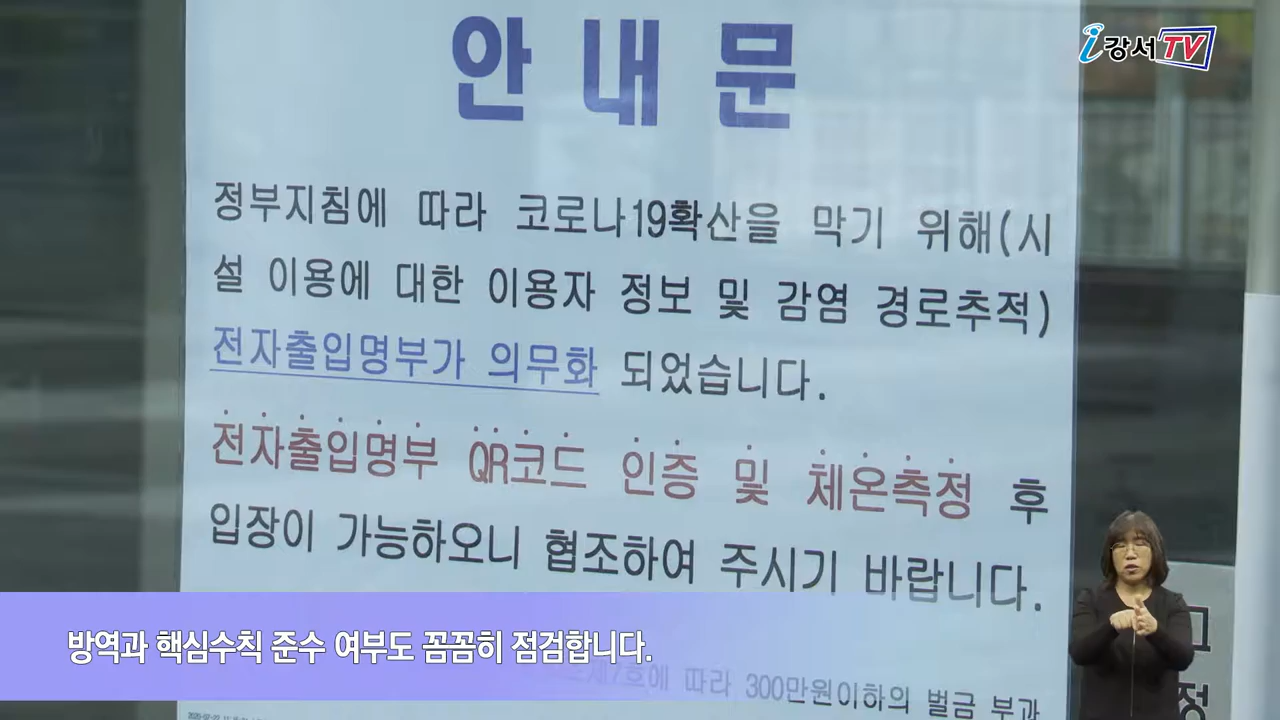 i강서TV
안내문
정부지침에 따라 코로나19확산을 막기 위해(시
설 이용에 대한 이용자 정보 및 감염 경로추적)
전자출입명부가 의무화 되었습니다.
전자출입명부 QR코드 인증 및 체온측정 후
입장이 가능하오니 협조하여 주시기 바랍니다.
방역과 핵심수칙 준수 여부도 꼼꼼히 점검합니다.
제7호에 따라 300만원이하의 벌금 부과